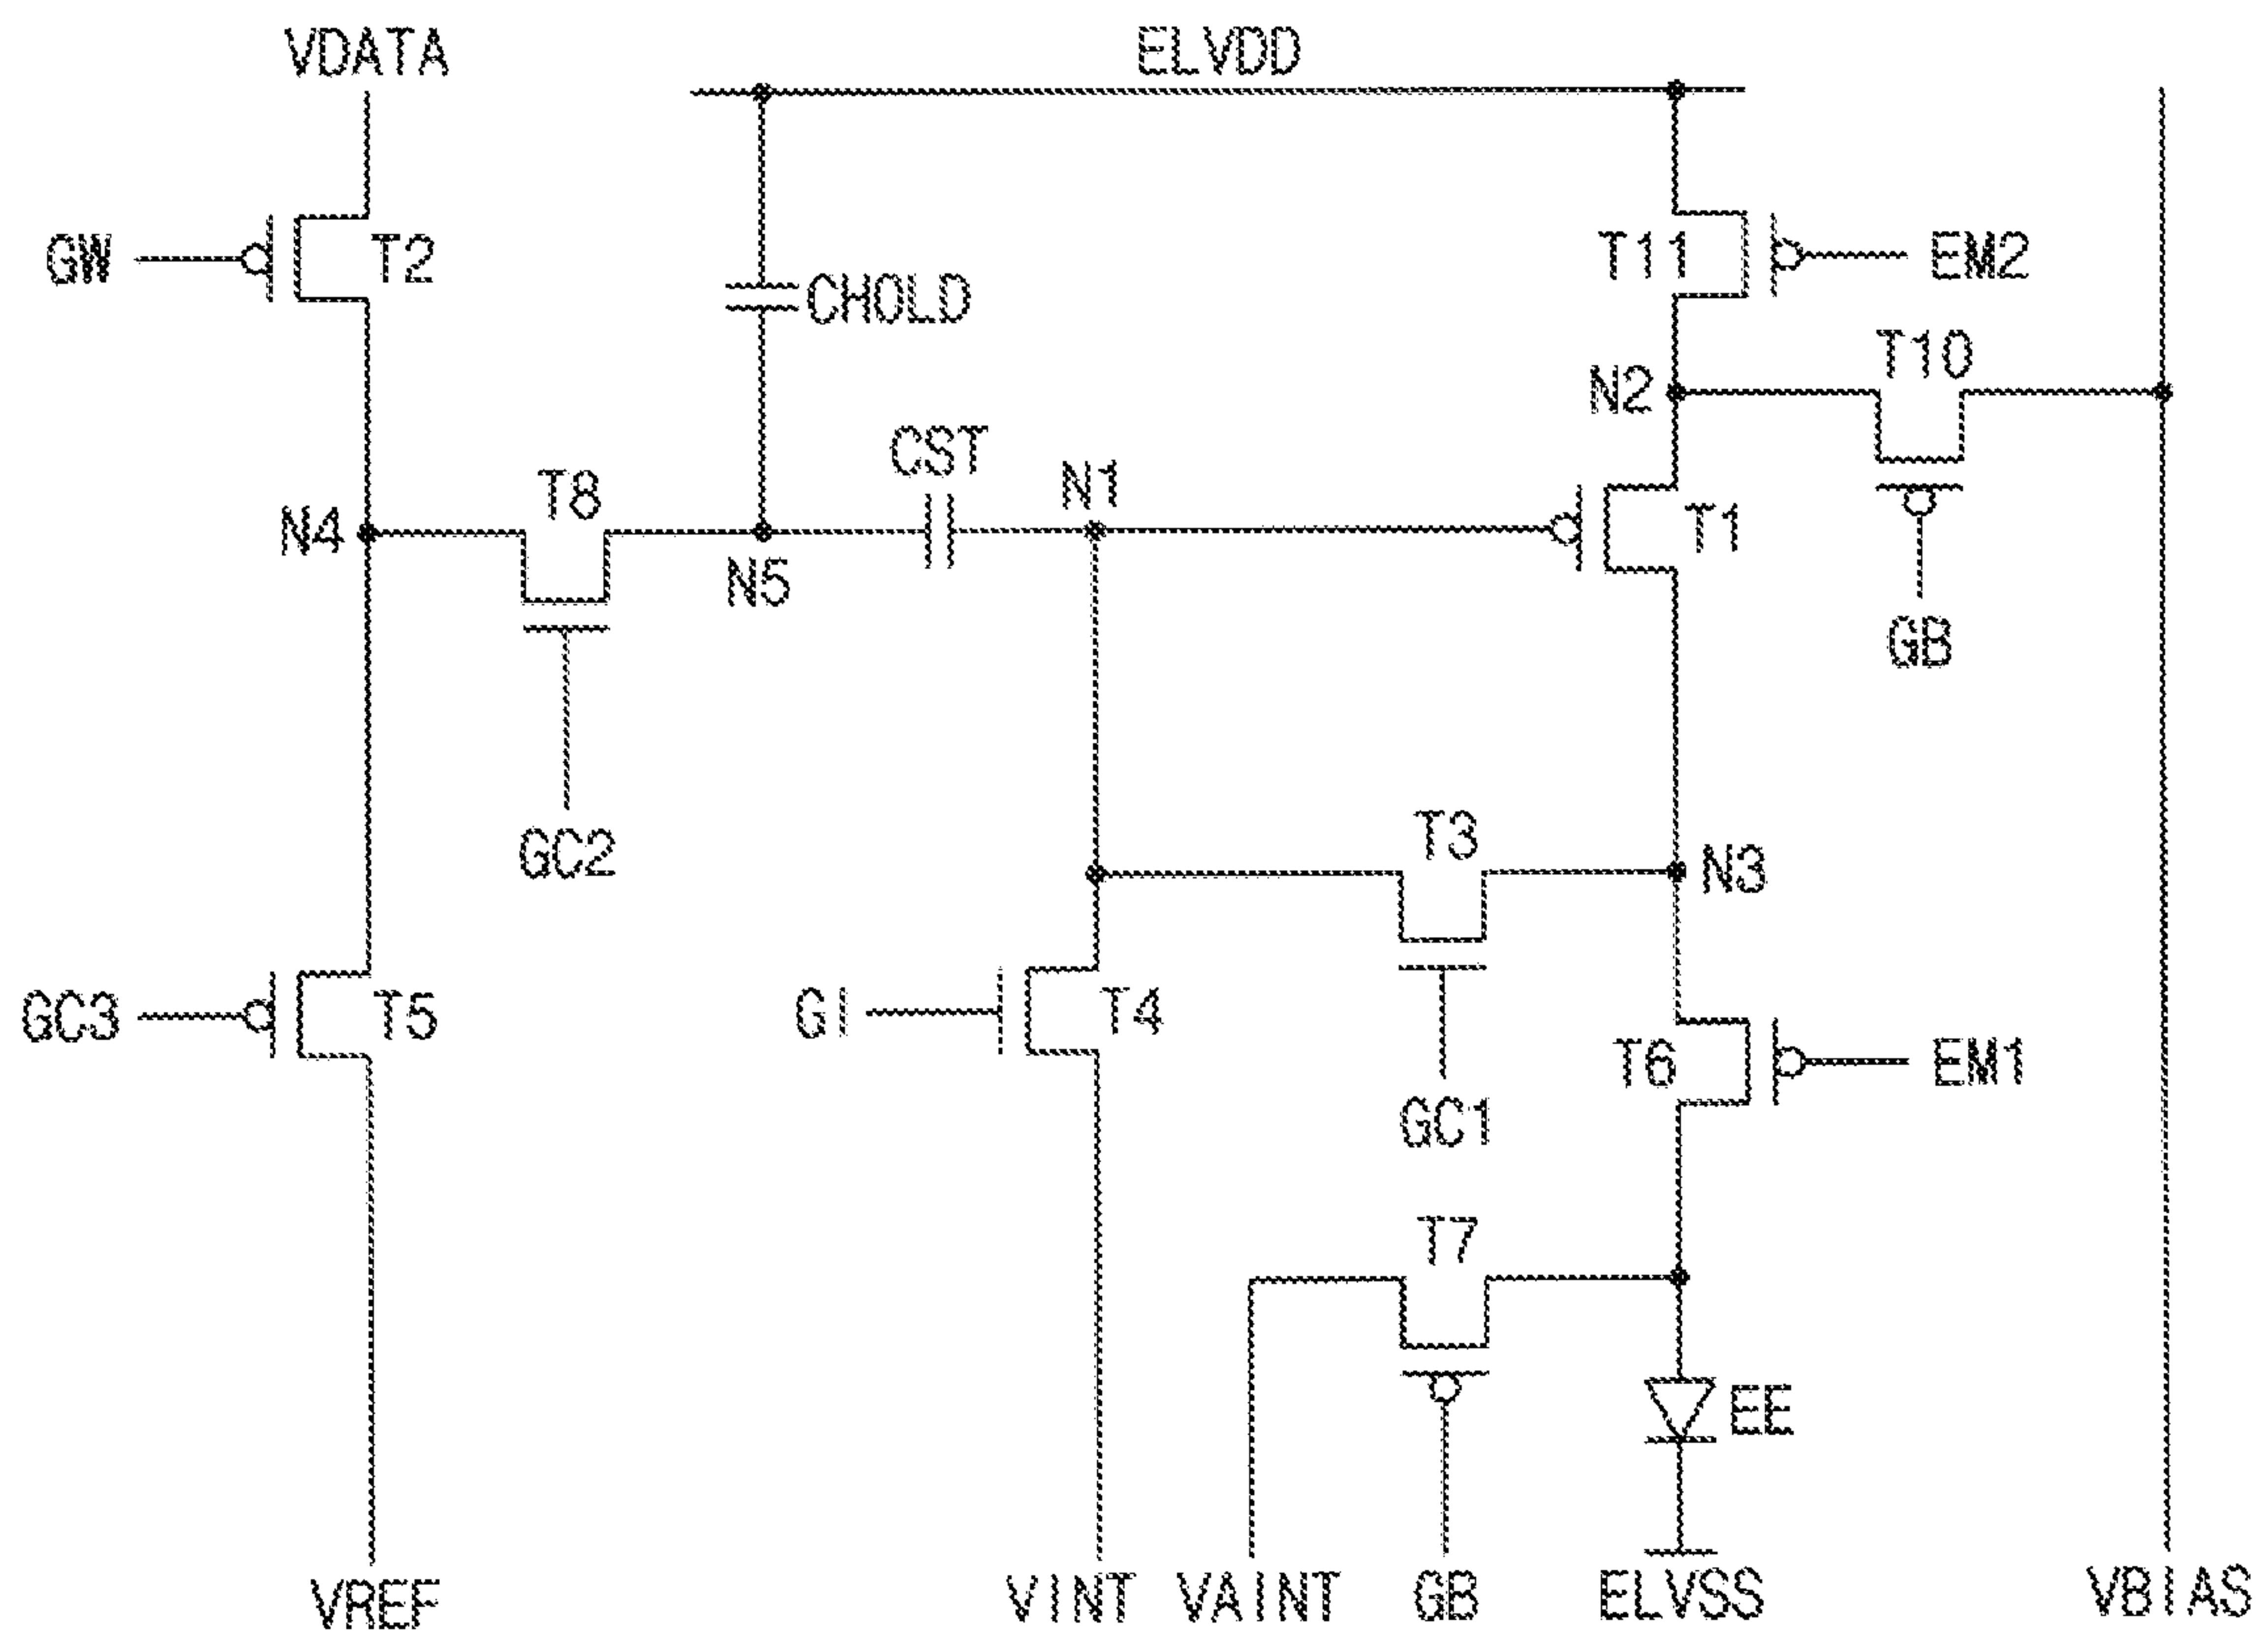 VDATA
ELVDD
GW
T2
T11
EM2
CHOLD
T10
N2
CST
N1
T8
N4
T1
N5
GB
T3
GC2
N3
GC3
T5
GI
T4
T6
EM1
GC1
T7
EE
VREF
VINT
VAINT
GB
ELVSS
VBIAS